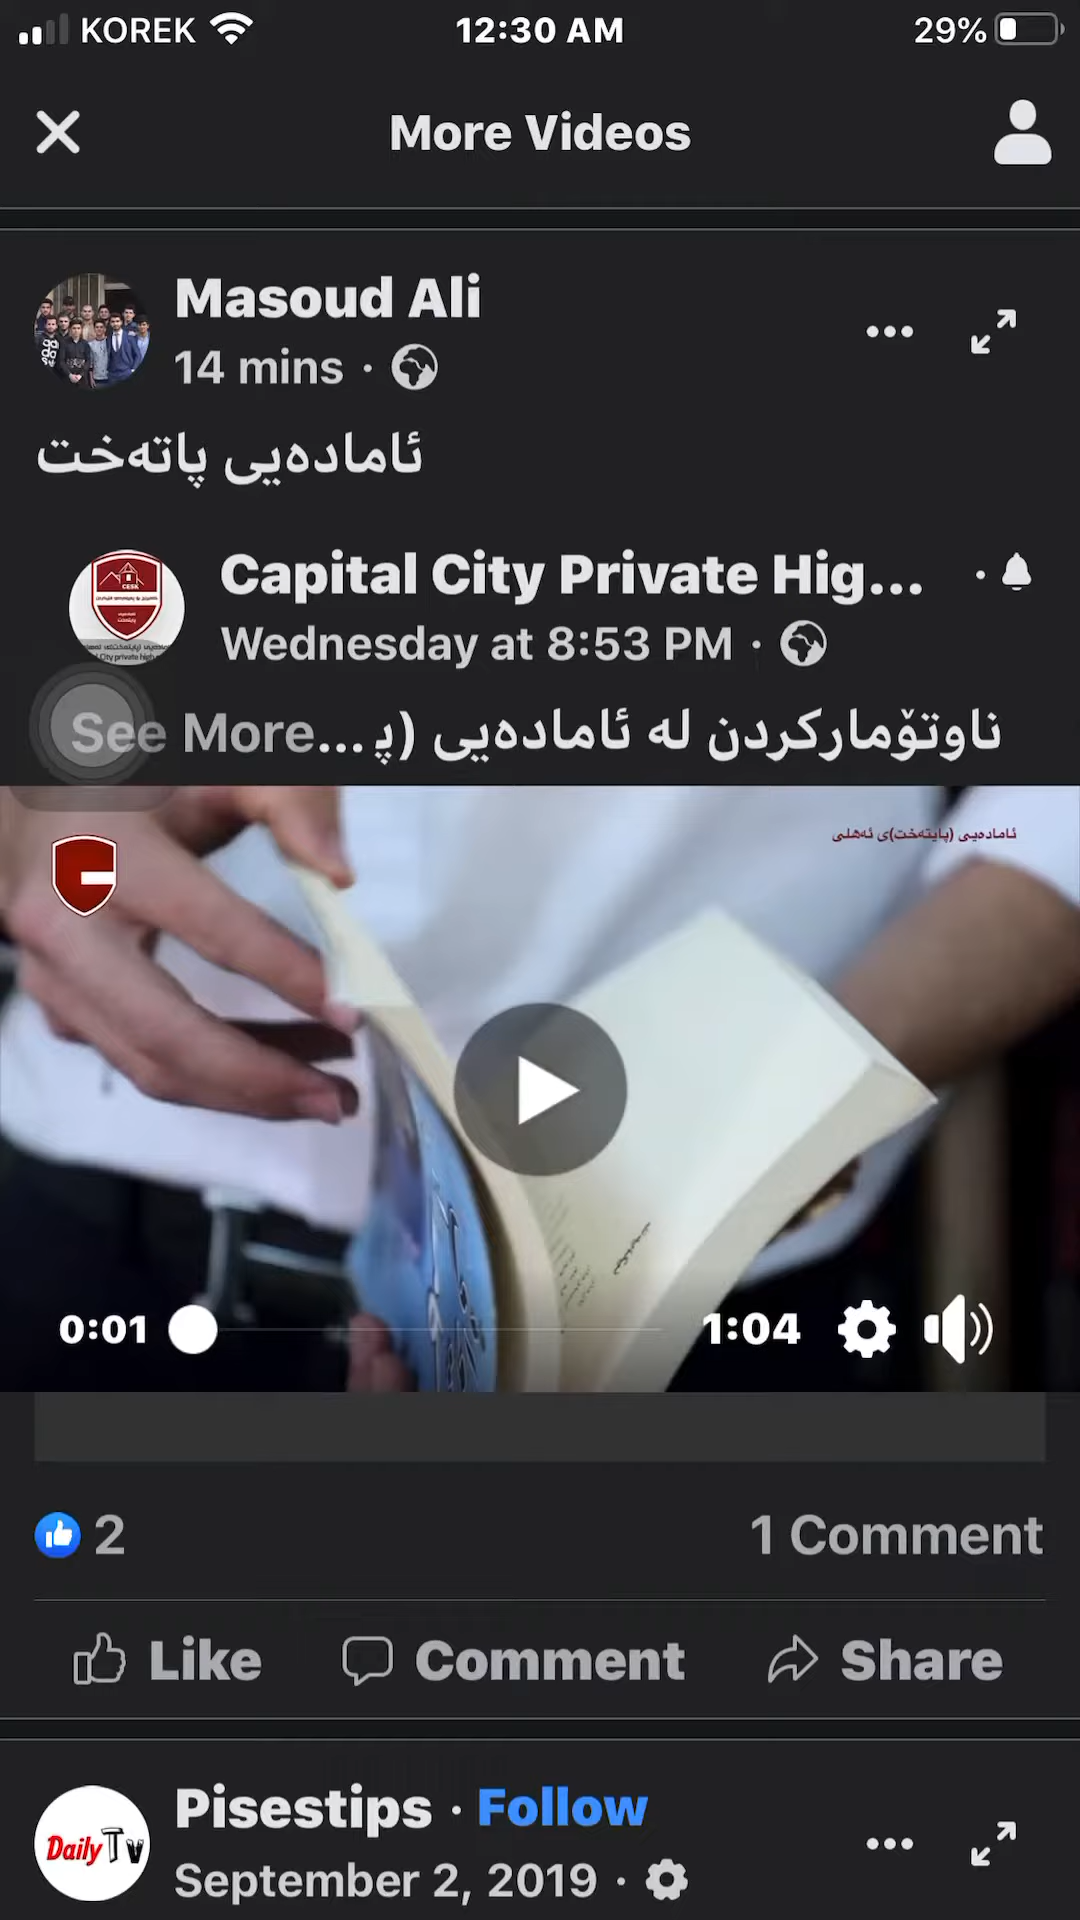 KOREK 12:30 AM 29%
More Videos
Masoud Ali
14 mins ·
ئامادەیی پاتەخت
Capital City Private Hig... ·
Wednesday at 8:53 PM ·
ناوتۆمارکردن لە ئامادەیی (پ... See More
ئامادەیی (پایتەخت)ی ئەهلی
0:01 1:04
2 1 Comment
Like Comment Share
Pisestips · Follow
Daily Tv
September 2, 2019 ·